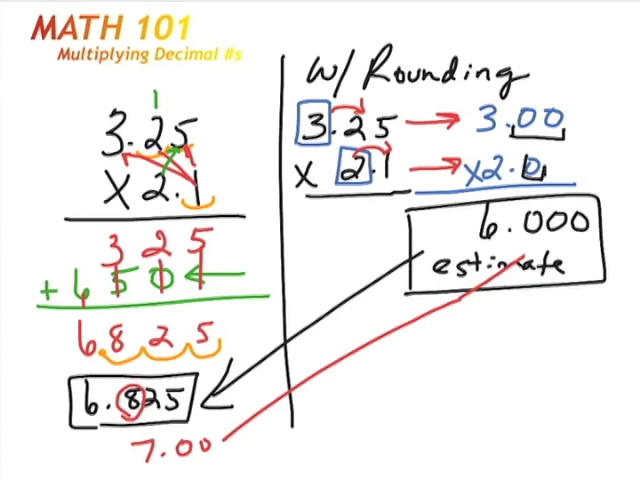 MATH 101
Multiplying Decimal #s
1
3.25
x 2.1
3 2 5
+ 6 5 0
6 8 2 5
6.825
7.00
W/ Rounding
3.25 → 3.00
x 2.1 → x2.0
6.000
estimate